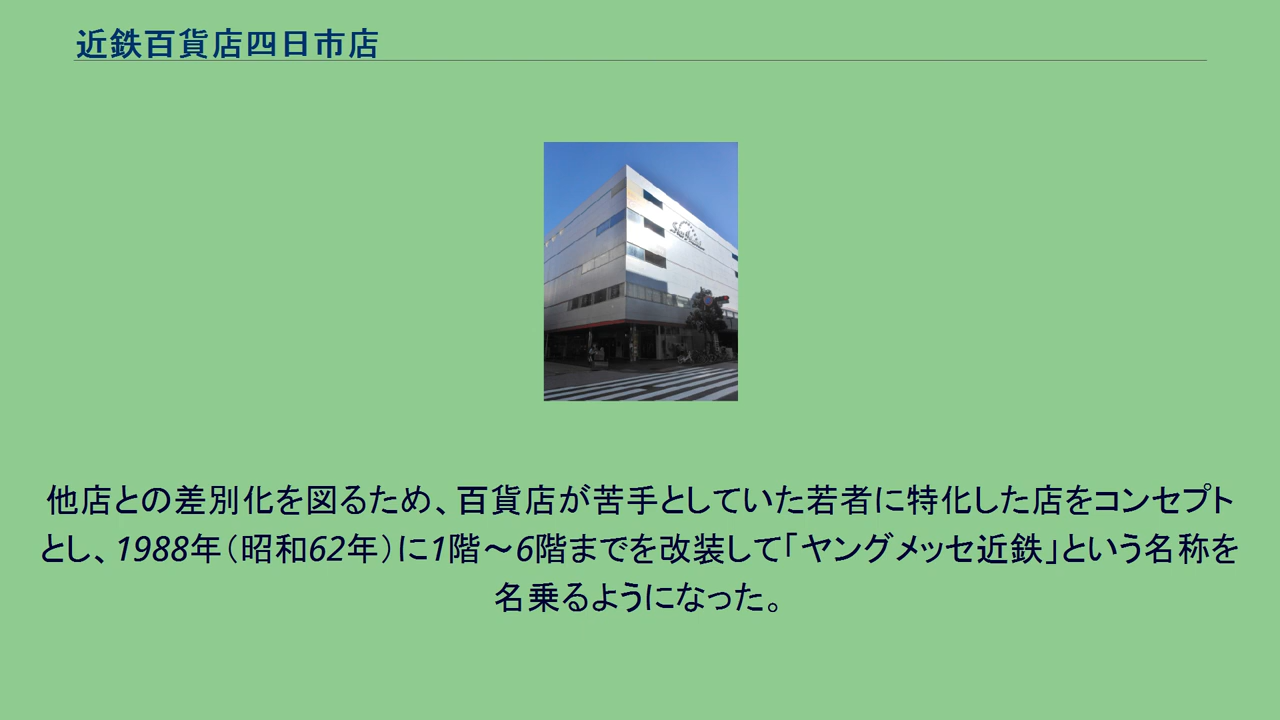 近鉄百貨店四日市店
他店との差別化を図るため、百貨店が苦手としていた若者に特化した店をコンセプト
とし、1988年（昭和62年）に1階～6階までを改装して「ヤングメッセ近鉄」という名称を
名乗るようになった。